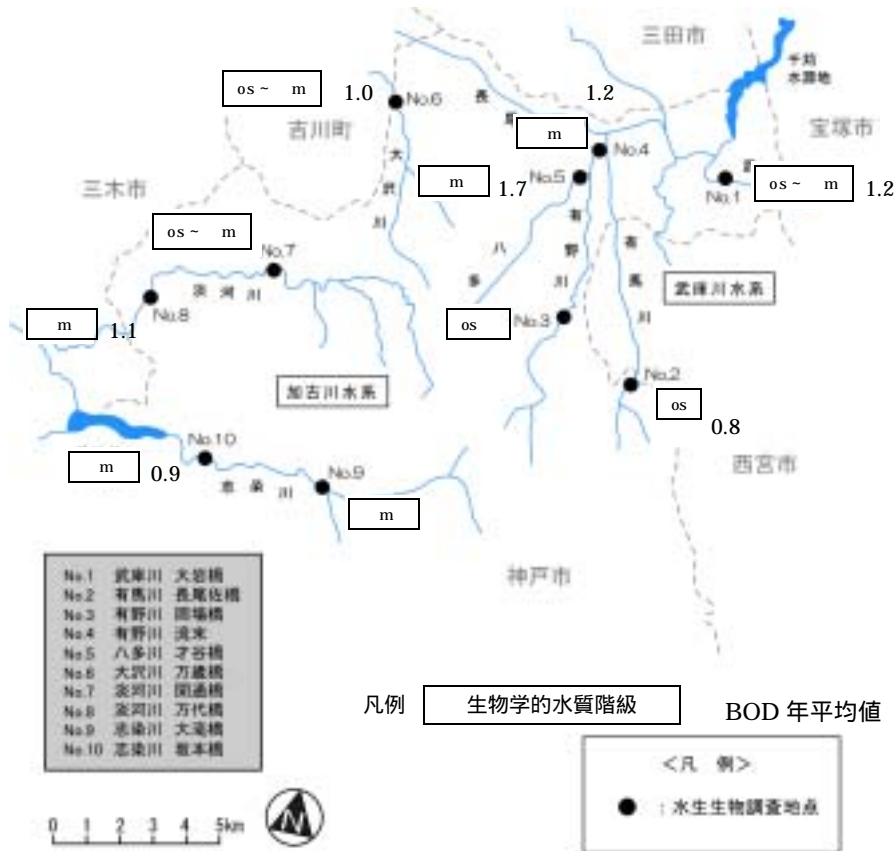 三田市
千苅
水源地
os ~ m 1.0
No.6
長
1.2
吉川町
m
宝塚市
No.4
大
沢
川
三木市
m 1.7
No.5
No.1
武
os ~ m 1.2
os ~ m
No.7
有
野
川
八
多
有
馬
川
淡河川
武庫川水系
No.8
m 1.1
os
No.3
加古川水系
No.2
os
0.8
No.10
m 0.9
志染川
No.9
西宮市
m
神戸市
No.1 武庫川 大岩橋
No.2 有馬川 長尾佐橋
No.3 有野川 岡場橋
No.4 有野川 流末
No.5 八多川 才谷橋
No.6 大沢川 万歳橋
No.7 淡河川 開通橋
No.8 淡河川 万代橋
No.9 志染川 大滝橋
No.10 志染川 坂本橋
凡例 生物学的水質階級 BOD 年平均値
<凡 例>
● : 水生生物調査地点
0 1 2 3 4 5km
N